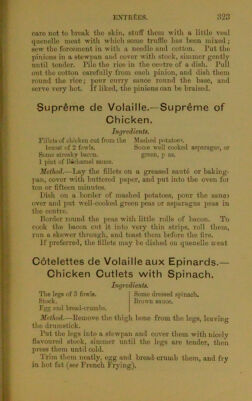 ENTRÉES. 323
care not to break the skin, stuff them with a little veal
quenelle meat with which some truffle has been mixed;
sew the forcement in with a needle and cotton. Put the
pinions in a stewpan and cover with stock, simmer gently
until tender. Pile the rice in the centre of a dish. Pull
out the cotton carefully from each pinion, and dish them
round the rice; pour curry sauce round the base, and
serve very hot. If liked, the pinions can be braised.
Suprême de Volaille.—Suprême of
Chicken.
Ingredients.
Fillets of chicken cut from the
breast of 2 fowls.
Some streaky bacon.
1 pint of Béchamel sauce.
Mashed potatoes.
Some well cooked asparagus, or
green peas.
Method.—Lay the fillets on a greased sauté or baking-
pan, cover with buttered paper, and put into the oven for
ten or fifteen minutes.
Dish on a border of mashed potatoes, pour the sauce
over and put well-cooked green peas or asparagus peas in
the centre.
Border round the peas with little rolls of bacon. To
cook the bacon cut it into very thin strips, roll them,
run a skewer through, and toast them before the fire.
If preferred, the fillets may be dished on quenelle meat
Côtelettes de Volaille aux Epinards.—
Chicken Cutlets with Spinach.
Ingredients.
The legs of 3 fowls.
Stock.
Egg and bread-crumbs.
Some dressed spinach.
Brown sauce.
Method.—Remove the thigh bone from the legs, leaving
the drumstick.
Put the legs into a stewpan and cover them with nicely
flavoured stock, simmer until the legs are tender, then
press them until cold.
Trim them neatly, egg and bread-crumb them, and fry
in hot fat (see French Frying).